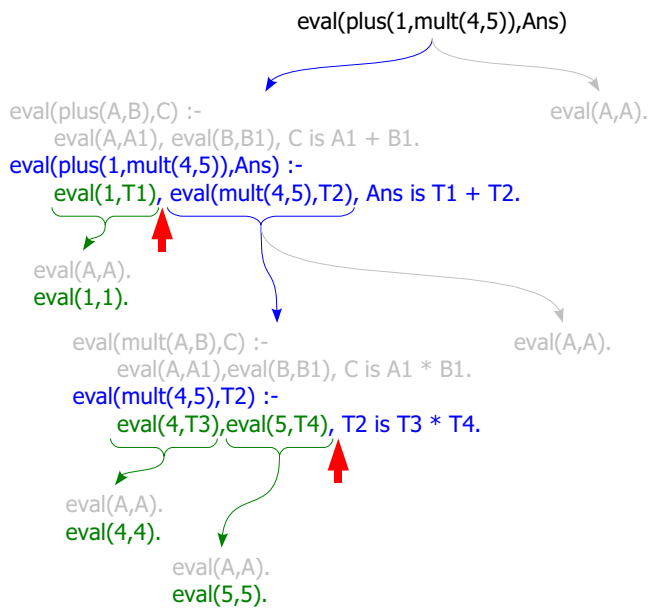 eval(plus(1,mult(4,5)),Ans)
eval(plus(A,B),C) :-
eval(A,A).
eval(A,A1), eval(B,B1), C is A1 + B1.
eval(plus(1,mult(4,5)),Ans) :-
eval(1,T1), eval(mult(4,5),T2), Ans is T1 + T2.
eval(A,A).
eval(1,1).
eval(mult(A,B),C) :-
eval(A,A).
eval(A,A1),eval(B,B1), C is A1 * B1.
eval(mult(4,5),T2) :-
eval(4,T3),eval(5,T4), T2 is T3 * T4.
eval(A,A).
eval(4,4).
eval(A,A).
eval(5,5).